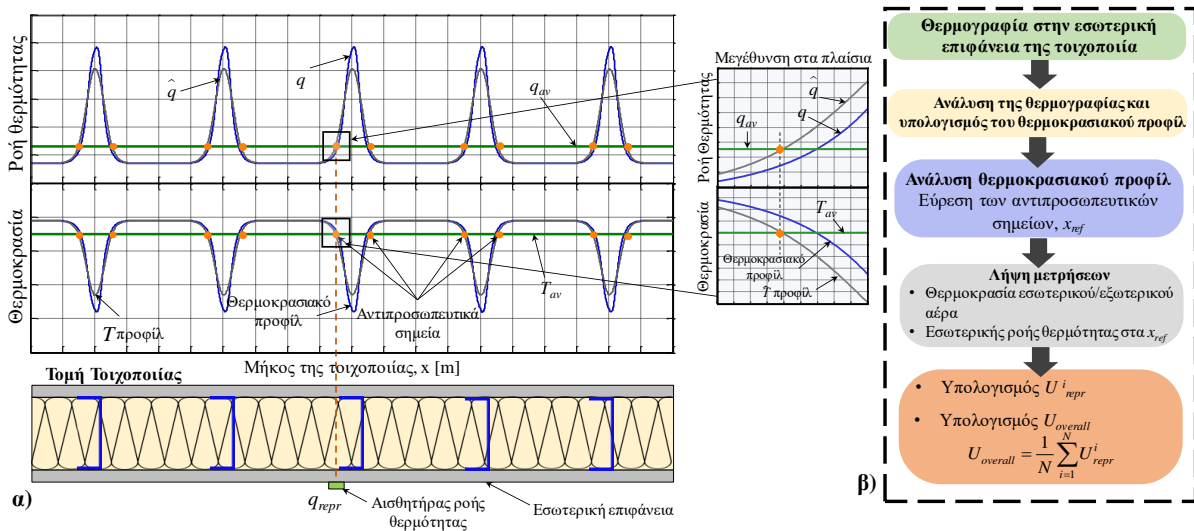 Ροή θερμότητας
q̂
q
q_av
Θερμοκρασία
T προφίλ
Θερμοκρασιακό
προφίλ
Αντιπροσωπευτικά
σημεία
T_av
Μήκος της τοιχοποιίας, x [m]
Τομή Τοιχοποιίας
α)
q_repr
Αισθητήρας ροής
θερμότητας
Εσωτερική επιφάνεια
Μεγέθυνση στα πλαίσια
Ροή Θερμότητας
q̂
q_av
q
Θερμοκρασία
T_av
Θερμοκρασιακό
προφίλ
T προφίλ
β)
Θερμογραφία στην εσωτερική
επιφάνεια της τοιχοποιία
Ανάλυση της θερμογραφίας και
υπολογισμός του θερμοκρασιακού προφίλ
Ανάλυση θερμοκρασιακού προφίλ
Εύρεση των αντιπροσωπευτικών
σημείων, x_ref
Λήψη μετρήσεων
• Θερμοκρασία εσωτερικού/εξωτερικού
αέρα
• Εσωτερικής ροής θερμότητας στα x_ref
• Υπολογισμός U^i_repr
• Υπολογισμός U_overall
U_overall = 1/N ∑_{i=1}^{N} U^i_repr